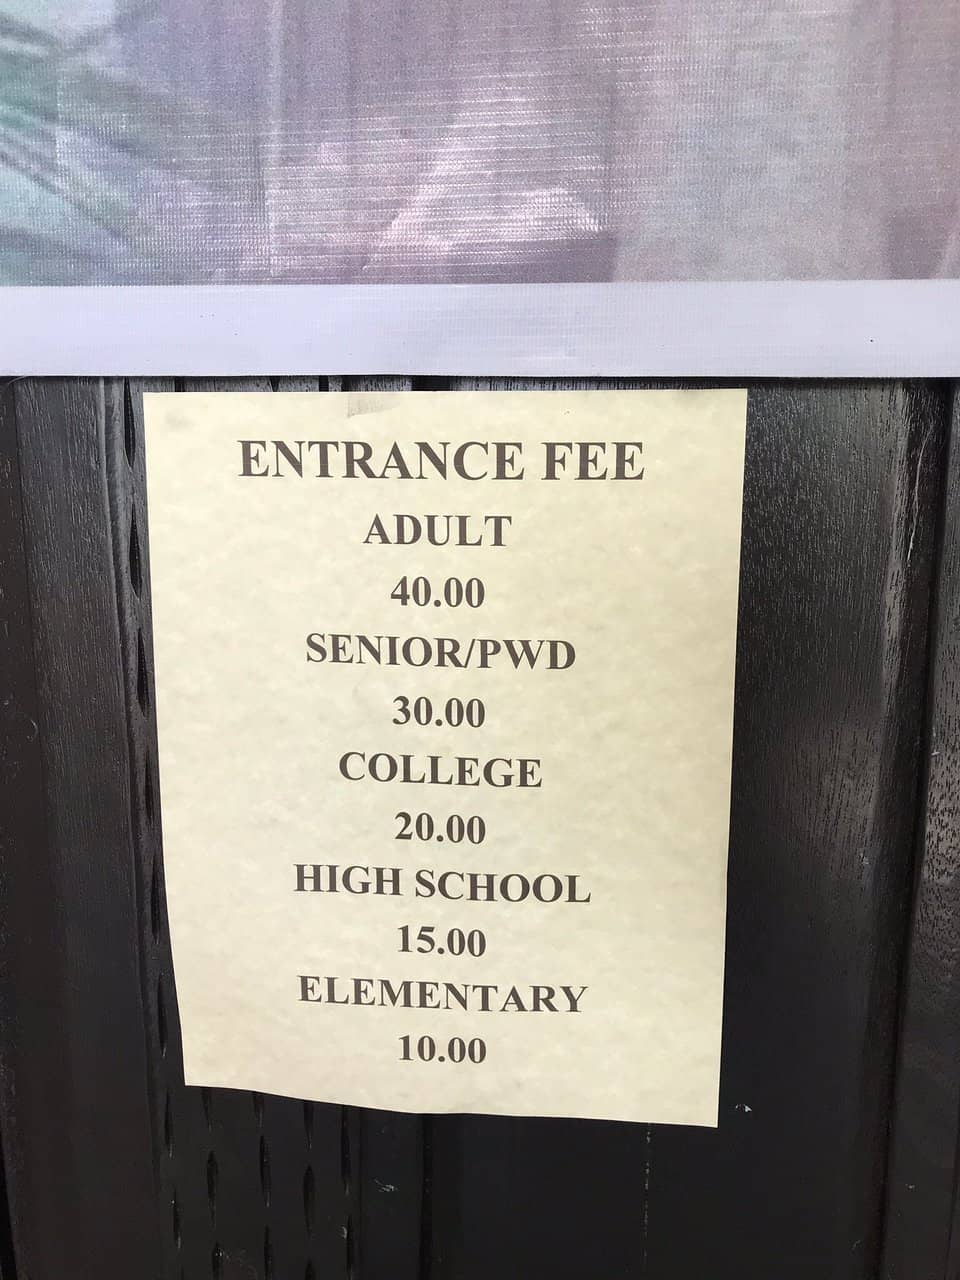 ENTRANCE FEE
ADULT
40.00
SENIOR/PWD
30.00
COLLEGE
20.00
HIGH SCHOOL
15.00
ELEMENTARY
10.00